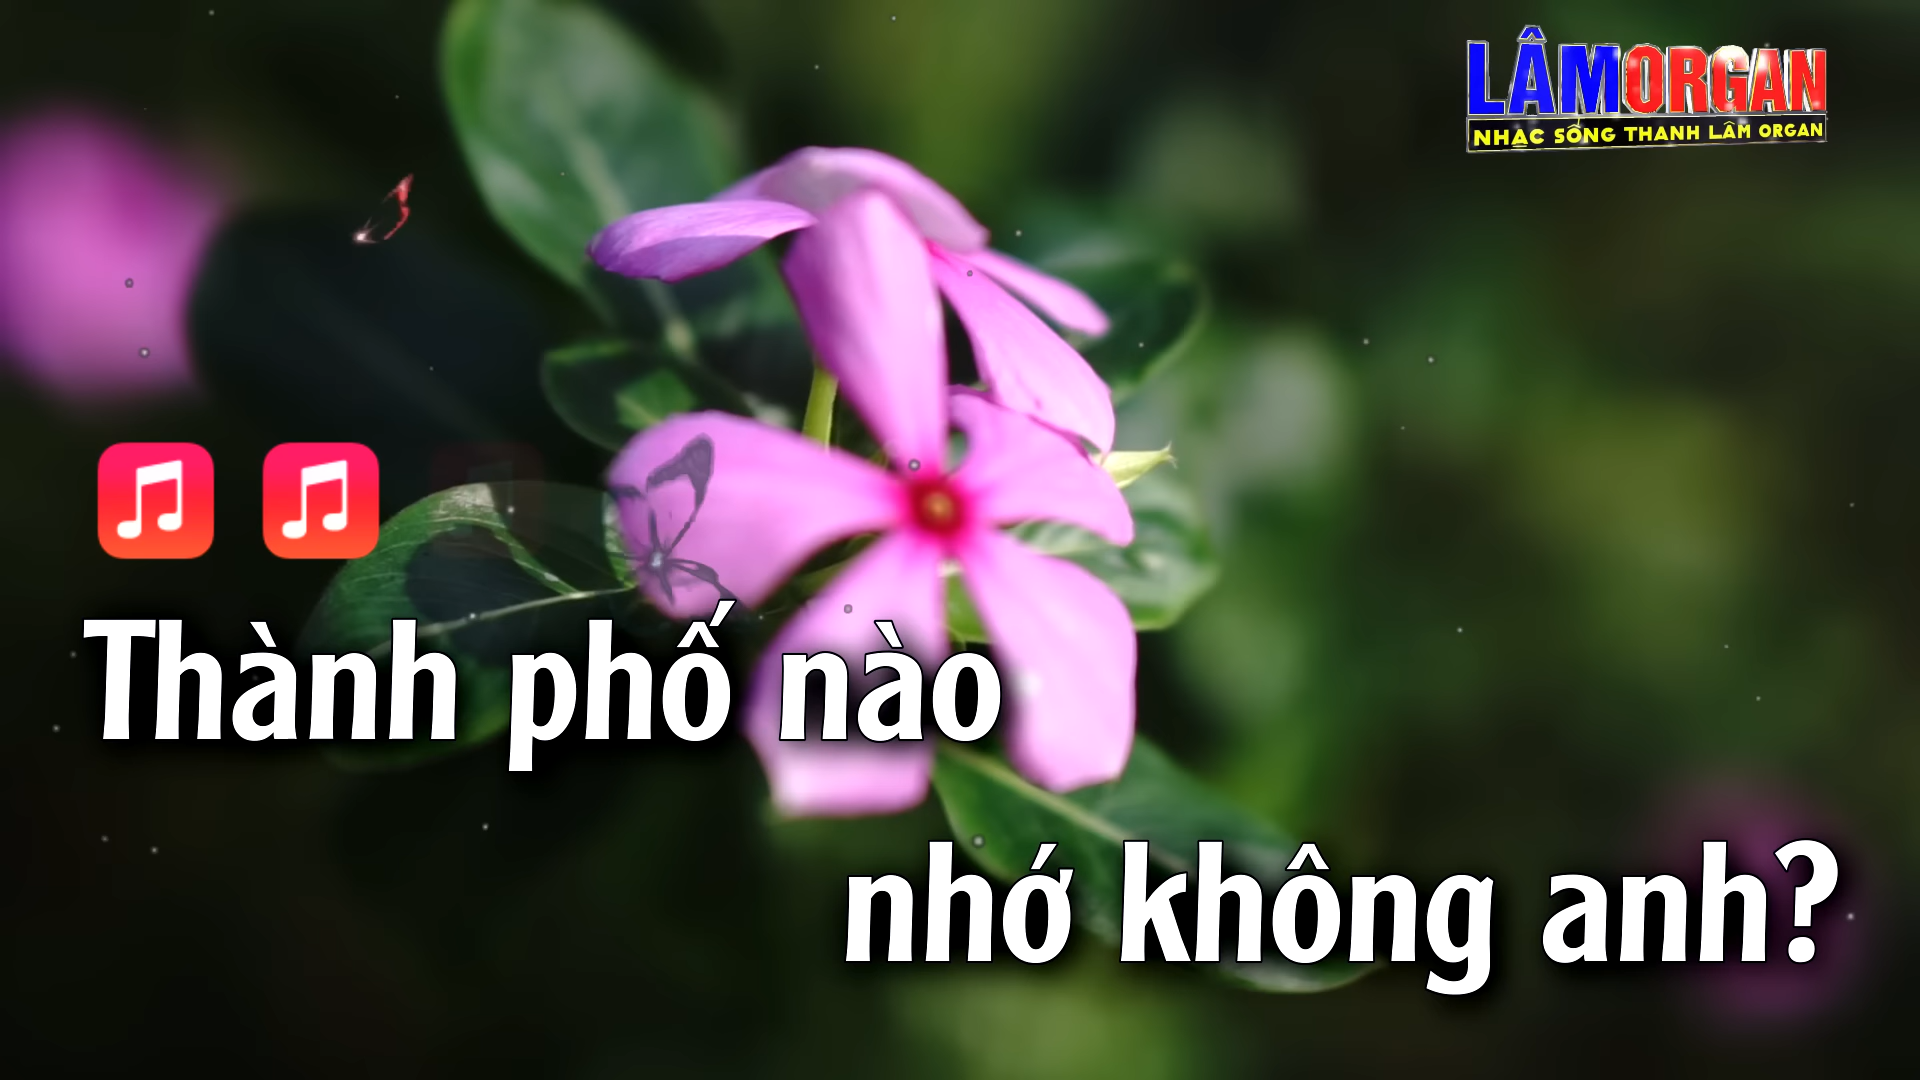 LÂMORGAN
NHẠC SỐNG THANH LÂM ORGAN
Thành phố nào
nhớ không anh?